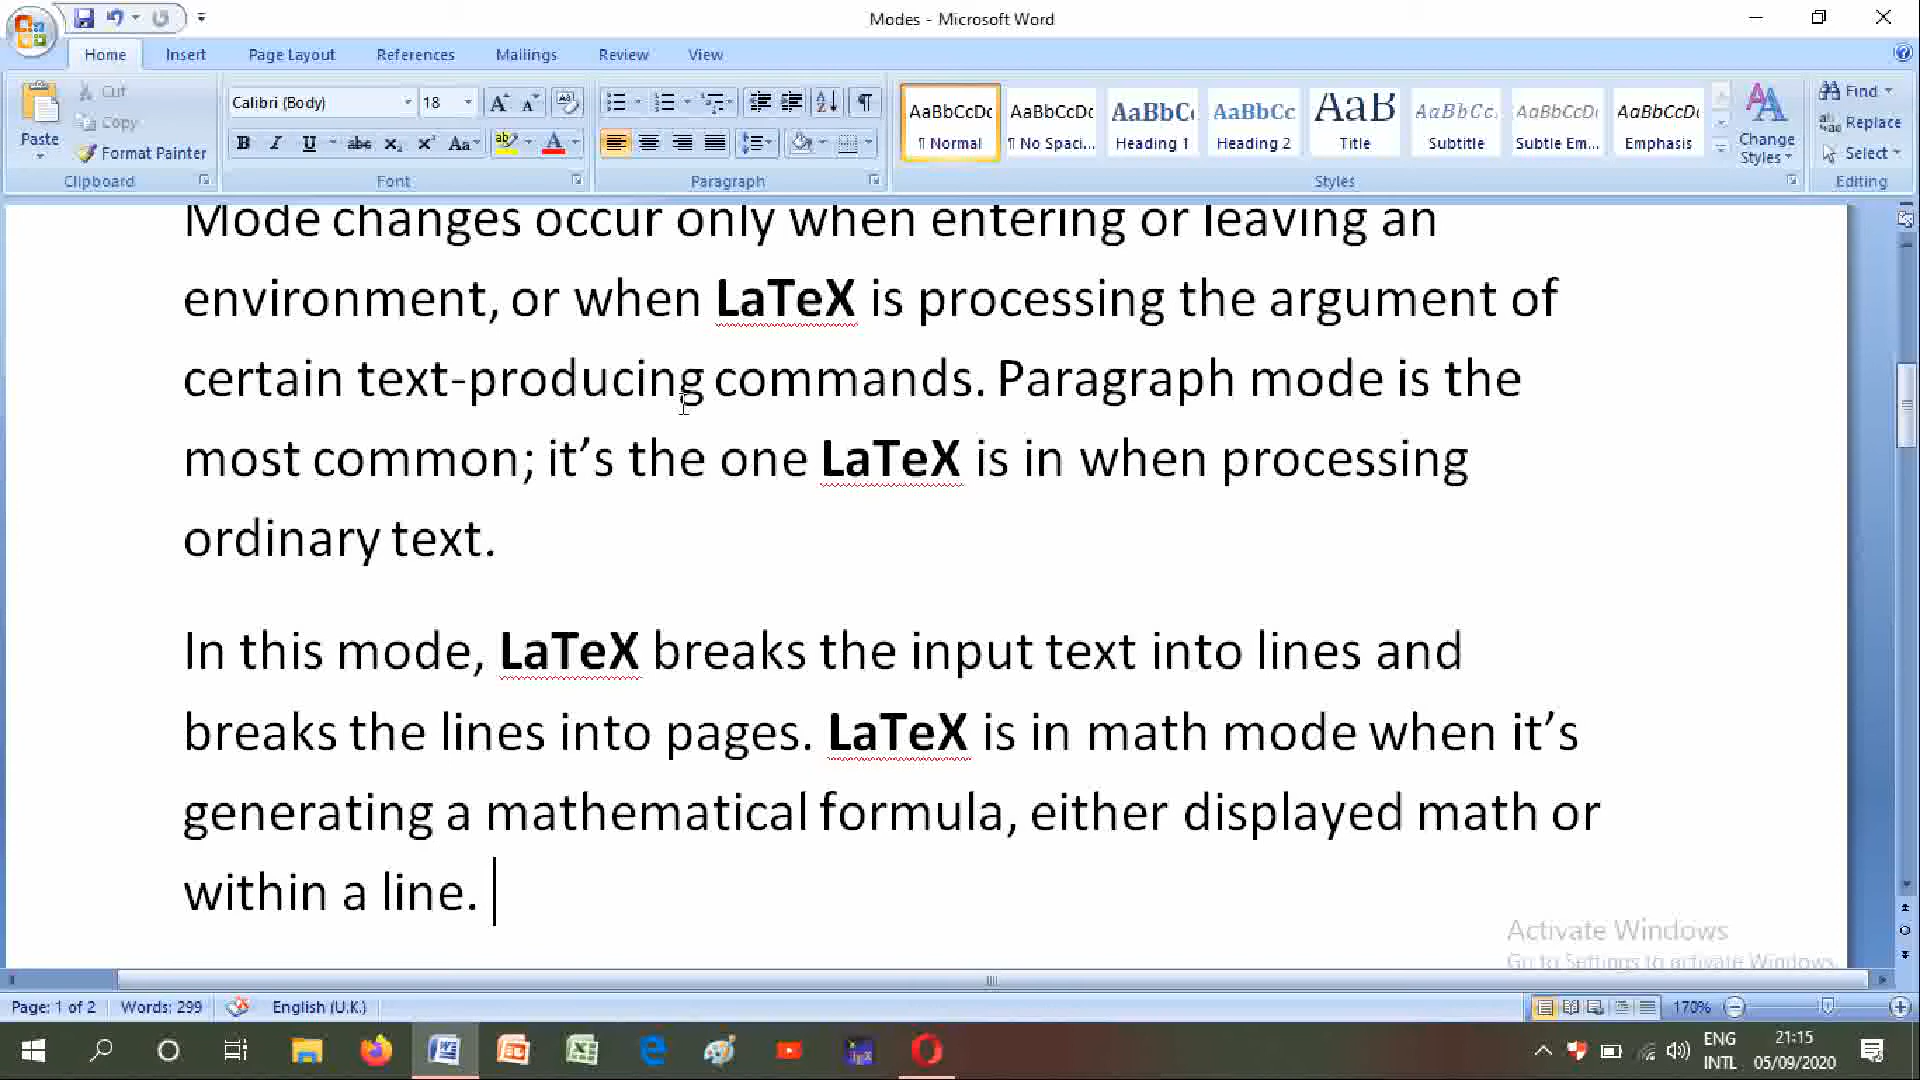 Modes - Microsoft Word
Home Insert Page Layout References Mailings Review View
Paste
Cut
Copy
Format Painter
Clipboard
Calibri (Body) 18
Font
Paragraph
AaBbCcDc AaBbCcDc AaBbC AaBbCc AaB AaBbCc. AaBbCcDc AaBbCcDc
¶ Normal ¶ No Spaci... Heading 1 Heading 2 Title Subtitle Subtle Em... Emphasis
Change Styles
Styles
Find
Replace
Select
Editing
Mode changes occur only when entering or leaving an
environment, or when LaTeX is processing the argument of
certain text-producing commands. Paragraph mode is the
most common; it’s the one LaTeX is in when processing
ordinary text.
In this mode, LaTeX breaks the input text into lines and
breaks the lines into pages. LaTeX is in math mode when it’s
generating a mathematical formula, either displayed math or
within a line.
Activate Windows
Go to Settings to activate Windows.
Page: 1 of 2 Words: 299 English (U.K.) 170%
ENG 21:15
INTL 05/09/2020